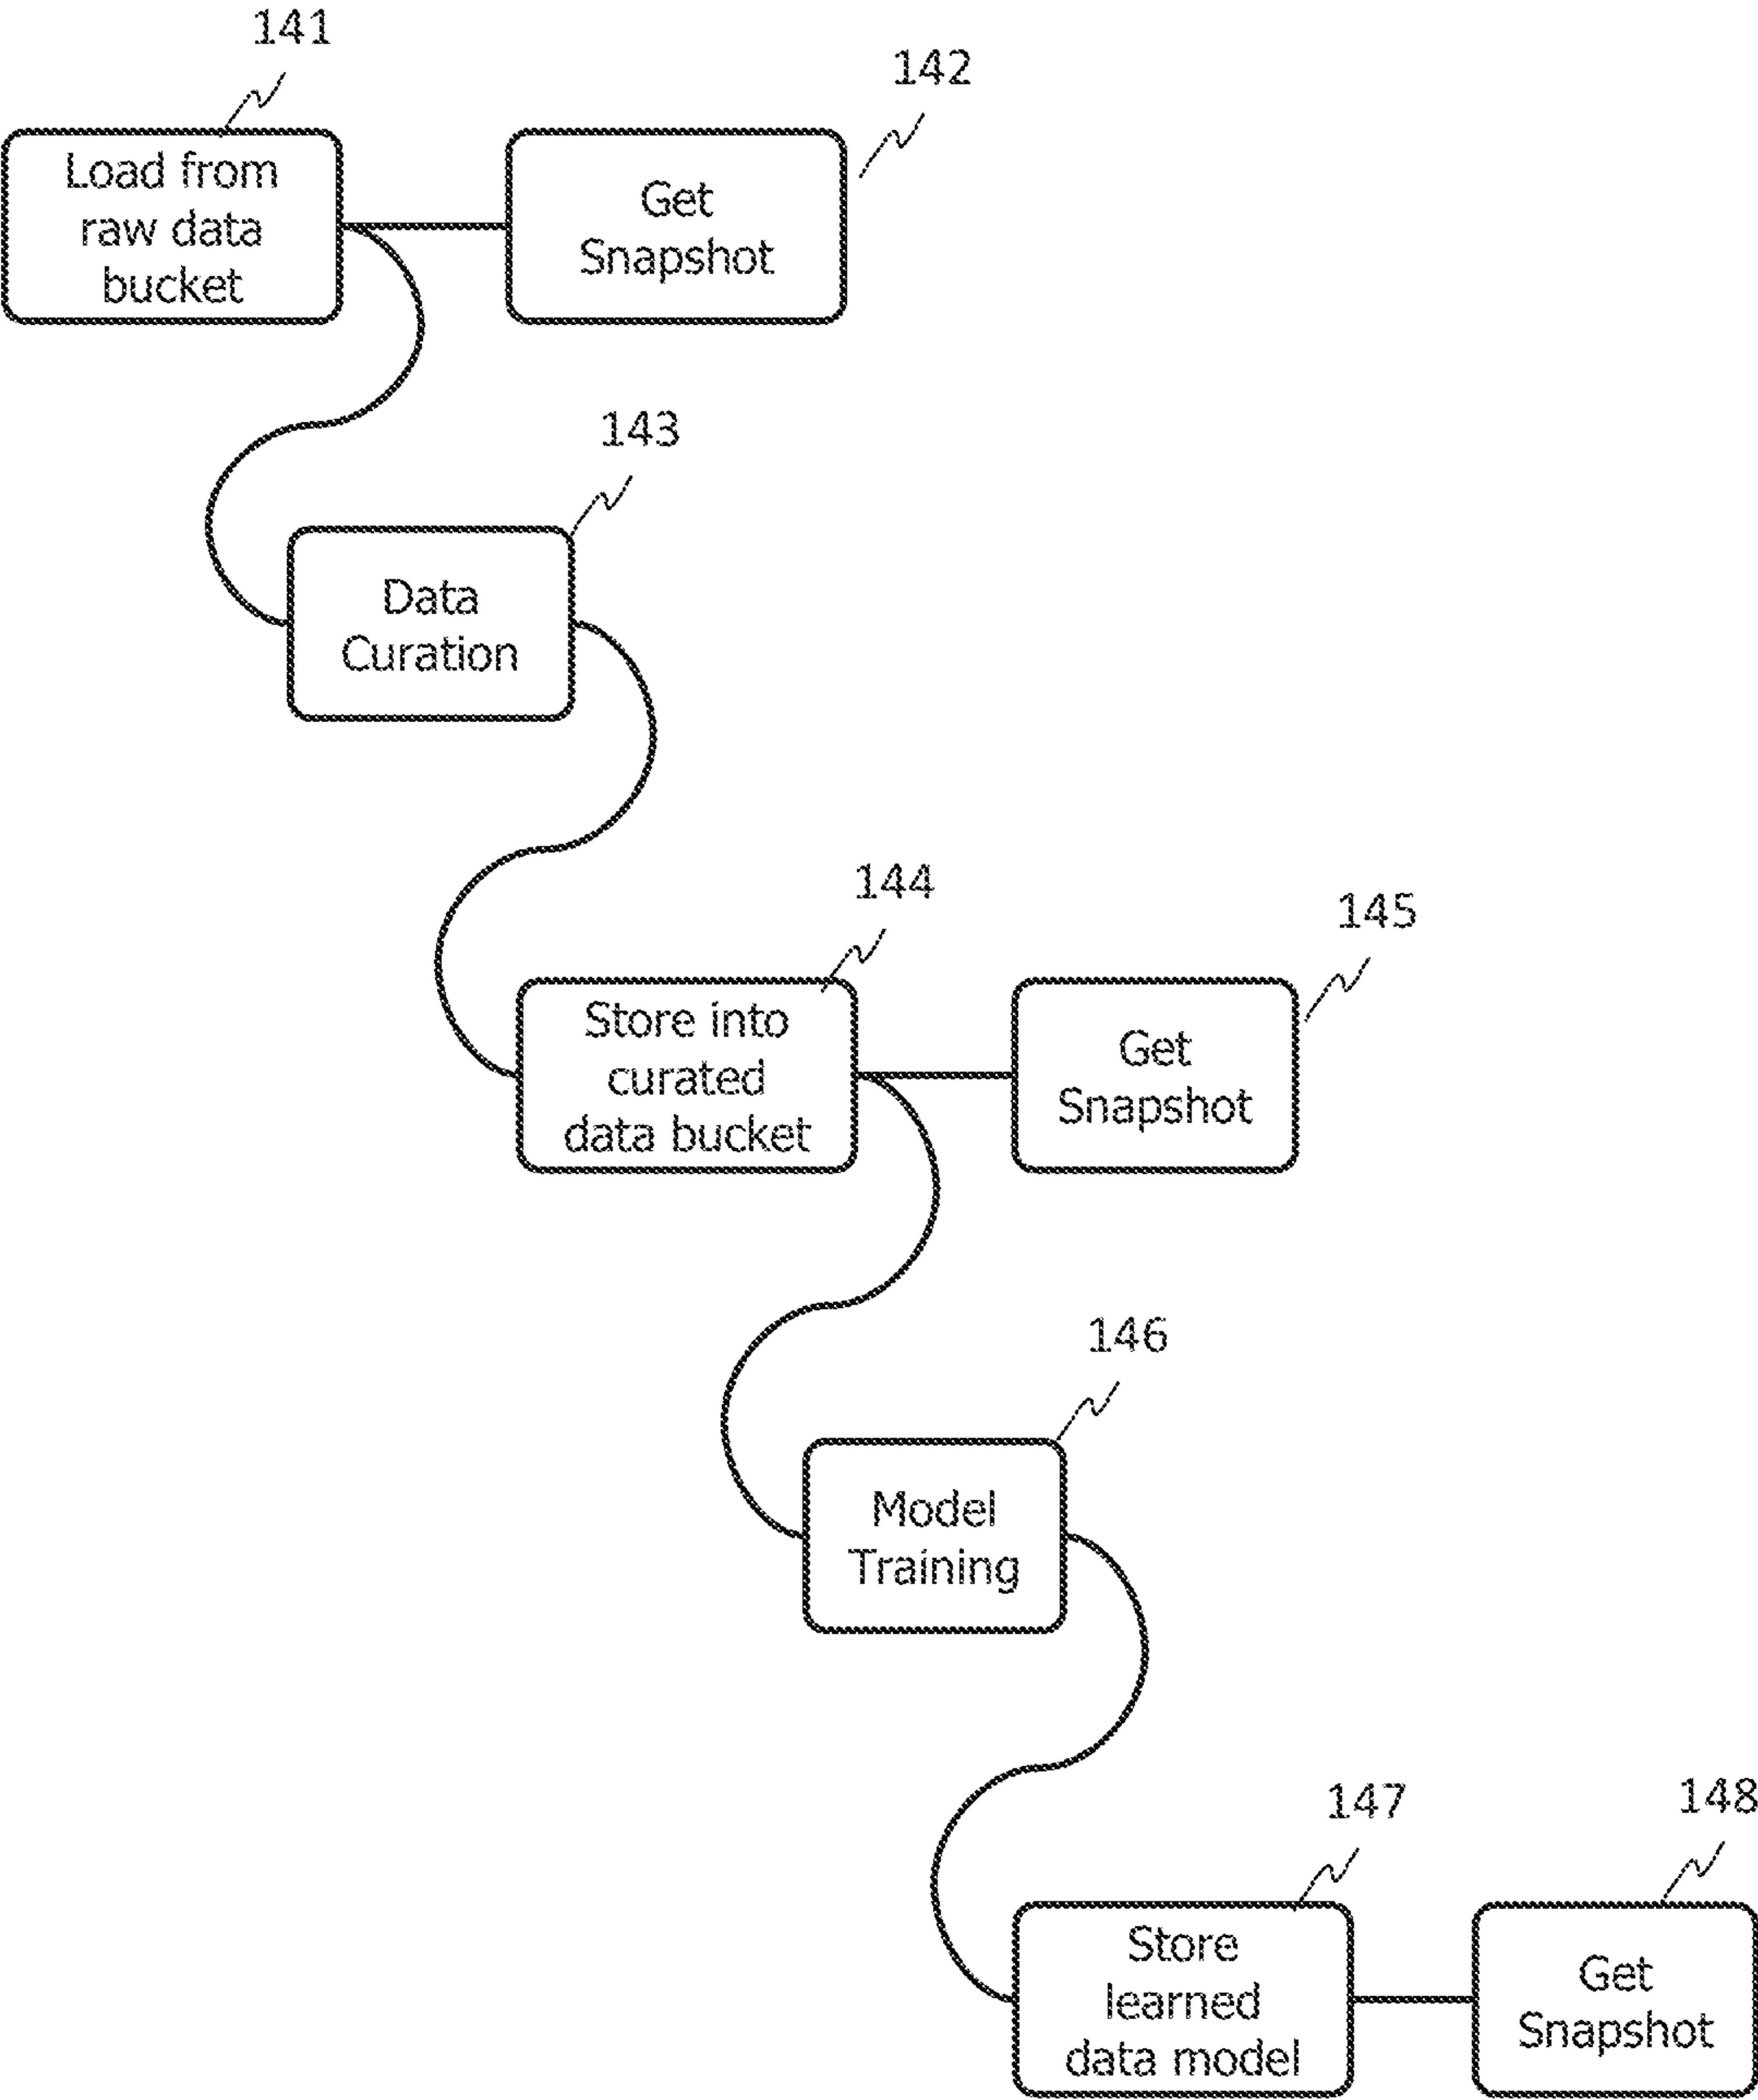 141
142
Load from
raw data
bucket
Get
Snapshot
143
Data
Curation
144
145
Store into
curated
data bucket
Get
Snapshot
146
Model
Training
147
148
Store
learned
data model
Get
Snapshot